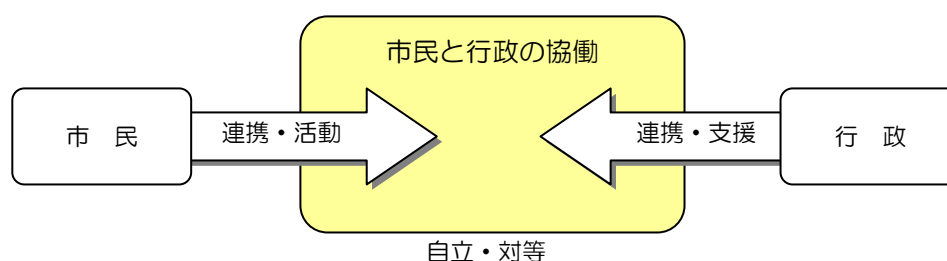 市民と行政の協働
市　民
連携・活動
連携・支援
行　政
自立・対等